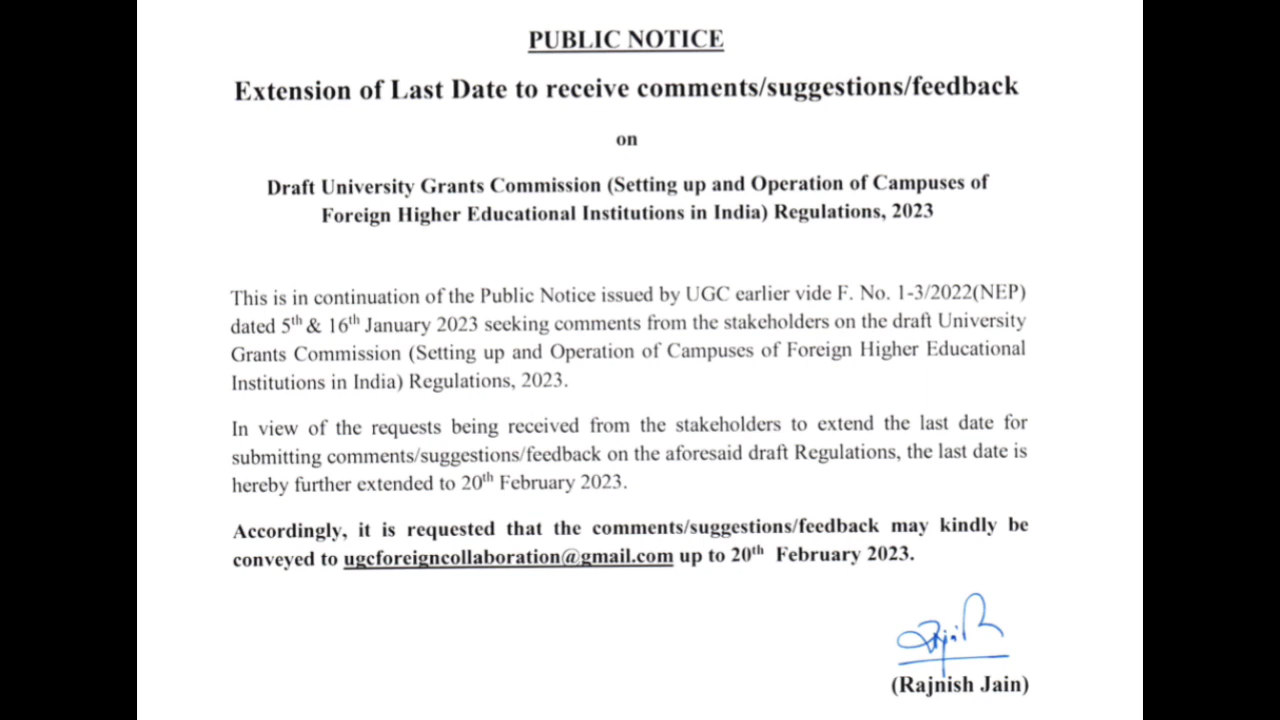 PUBLIC NOTICE
Extension of Last Date to receive comments/suggestions/feedback
on
Draft University Grants Commission (Setting up and Operation of Campuses of
Foreign Higher Educational Institutions in India) Regulations, 2023
This is in continuation of the Public Notice issued by UGC earlier vide F. No. 1-3/2022(NEP)
dated 5th & 16th January 2023 seeking comments from the stakeholders on the draft University
Grants Commission (Setting up and Operation of Campuses of Foreign Higher Educational
Institutions in India) Regulations, 2023.
In view of the requests being received from the stakeholders to extend the last date for
submitting comments/suggestions/feedback on the aforesaid draft Regulations, the last date is
hereby further extended to 20th February 2023.
Accordingly, it is requested that the comments/suggestions/feedback may kindly be
conveyed to ugcforeigncollaboration@gmail.com up to 20th February 2023.
(Rajnish Jain)